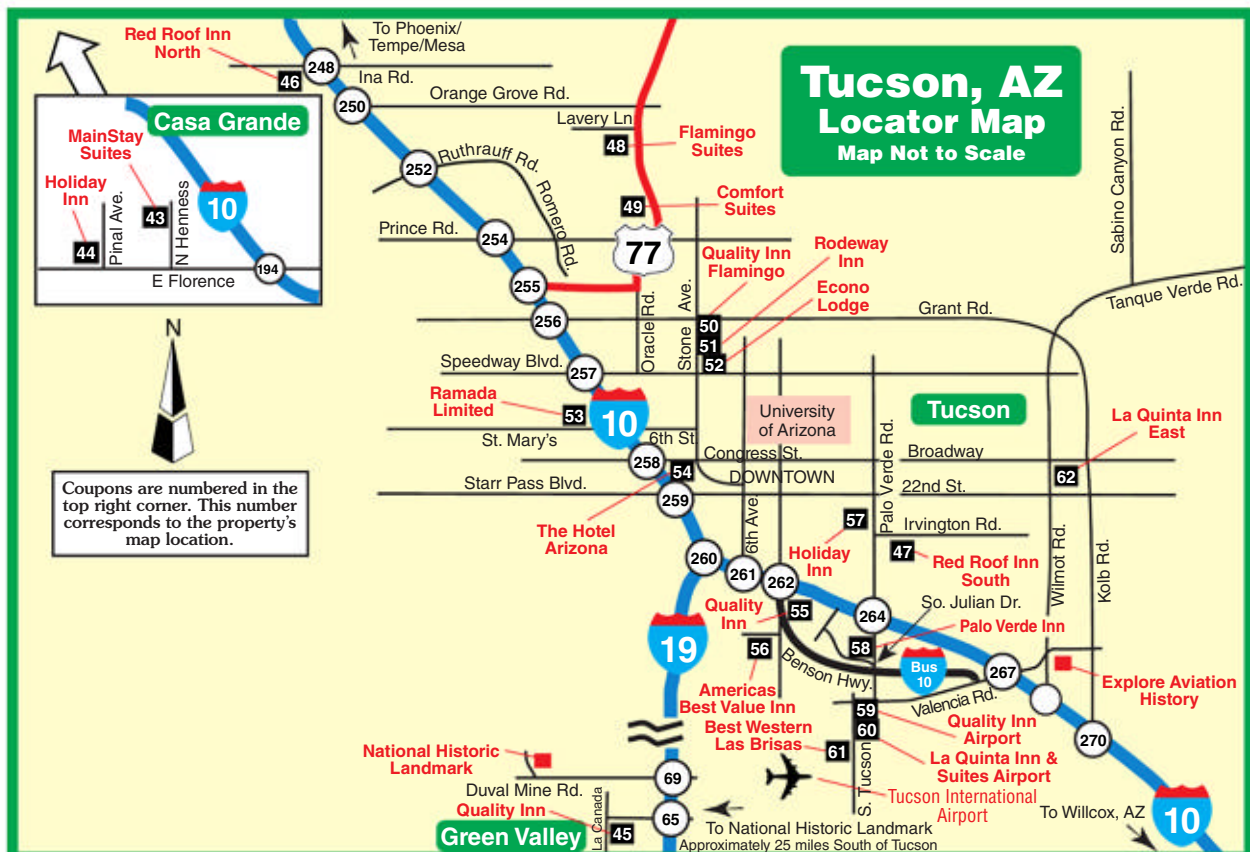 To Phoenix/
Tempe/Mesa
Red Roof Inn
North
46
248
Ina Rd.
250
Orange Grove Rd.
Tucson, AZ
Locator Map
Map Not to Scale
Casa Grande
MainStay
Suites
Holiday
Inn
Pinal Ave.
43
N Henness
10
44
194
E Florence
Lavery Ln
48
Flamingo
Suites
252
Ruthrauff Rd.
Romero Rd.
49
Comfort
Suites
Sabino Canyon Rd.
Prince Rd.
254
77
Quality Inn
Flamingo
Rodeway
Inn
Econo
Lodge
255
Oracle Rd.
Stone Ave.
Tanque Verde Rd.
256
50
51
52
Grant Rd.
N
Speedway Blvd.
257
Ramada
Limited
53
10
University
of Arizona
Palo Verde Rd.
Tucson
La Quinta Inn
East
St. Mary's
6th St.
258
54
Congress St.
Broadway
DOWNTOWN
62
Starr Pass Blvd.
259
22nd St.
Coupons are numbered in the
top right corner. This number
corresponds to the property's
map location.
The Hotel
Arizona
6th Ave.
57
Holiday
Inn
Irvington Rd.
47
Red Roof Inn
South
Wilmot Rd.
Kolb Rd.
260
261
262
Quality
Inn
55
264
So. Julian Dr.
19
56
58
Palo Verde Inn
Benson Hwy.
Bus
10
267
Americas
Best Value Inn
Valencia Rd.
Explore Aviation
History
59
Quality Inn
Airport
Best Western
Las Brisas
61
60
La Quinta Inn &
Suites Airport
270
National Historic
Landmark
69
Duval Mine Rd.
S. Tucson
Tucson International
Airport
Quality Inn
La Canada
45
Green Valley
65
To National Historic Landmark
Approximately 25 miles South of Tucson
To Willcox, AZ
10